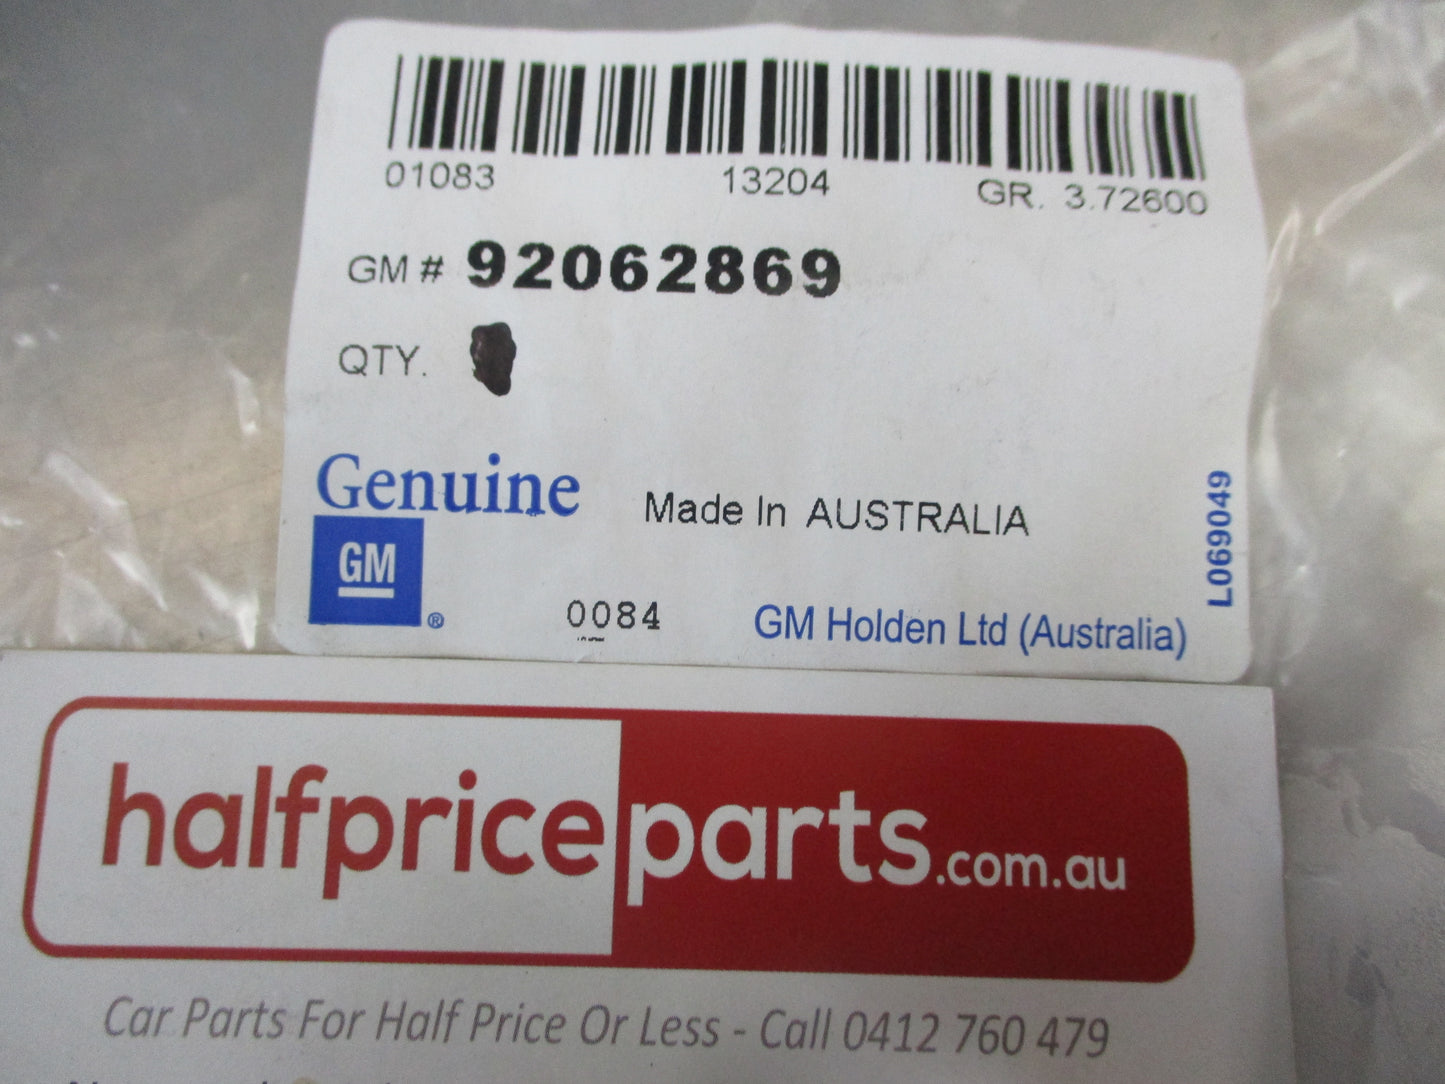 01083 13204 GR. 3.72600
GM # 92062869
QTY.
Genuine
Made In AUSTRALIA
GM
®
0084
GM Holden Ltd (Australia)
L069049
halfpriceparts.com.au
Car Parts For Half Price Or Less - Call 0412 760 479